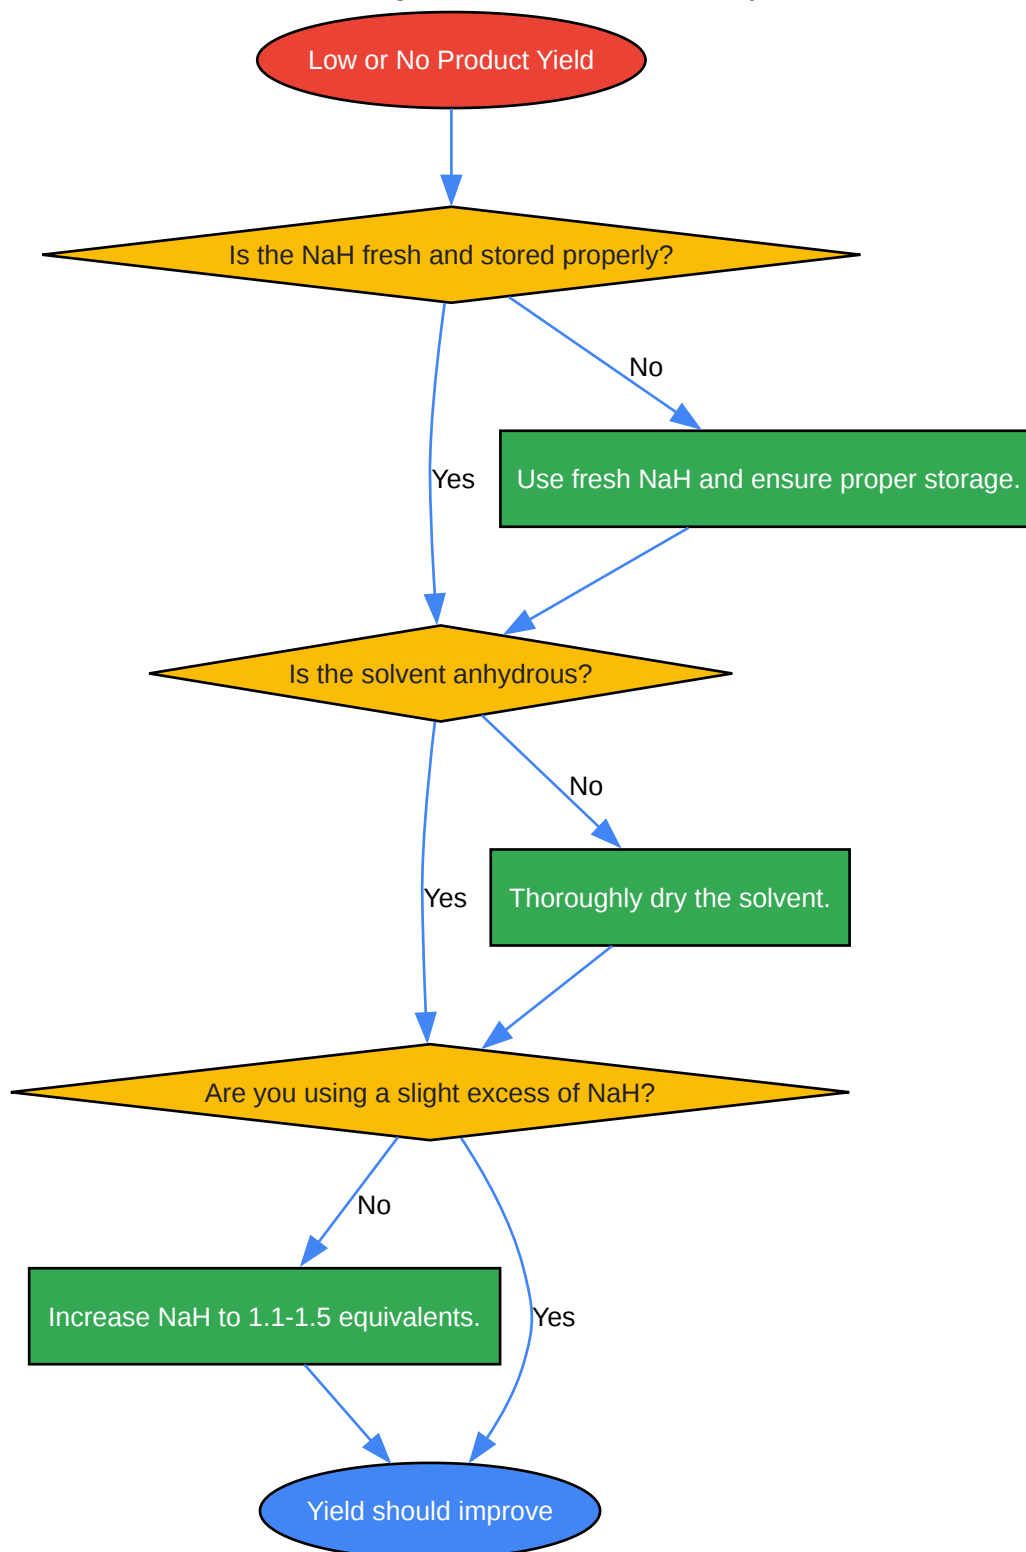 Low or No Product Yield
Is the NaH fresh and stored properly?
No
Yes
Use fresh NaH and ensure proper storage.
Is the solvent anhydrous?
No
Yes
Thoroughly dry the solvent.
Are you using a slight excess of NaH?
No
Increase NaH to 1.1-1.5 equivalents.
Yes
Yield should improve